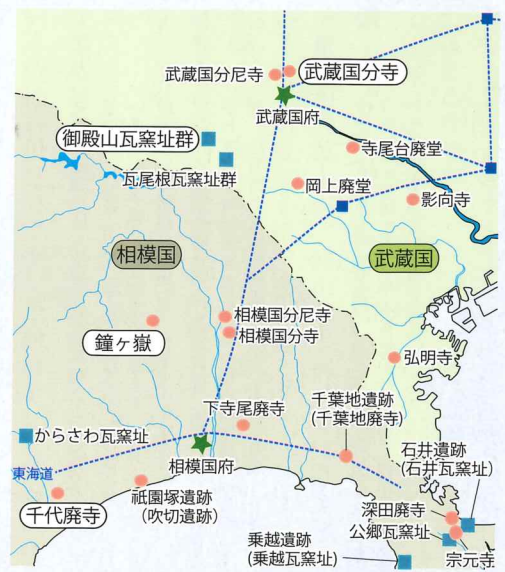 武蔵国分尼寺
武蔵国分寺
武蔵国府
御殿山瓦窯址群
寺尾台廃堂
瓦尾根瓦窯址群
岡上廃堂
影向寺
相模国
武蔵国
相模国分尼寺
相模国分寺
鐘ヶ嶽
弘明寺
下寺尾廃寺
千葉地遺跡
(千葉地廃寺)
からさわ瓦窯址
相模国府
石井遺跡
(石井瓦窯址)
東海道
祗園塚遺跡
(吹切遺跡)
千代廃寺
深田廃寺
公郷瓦窯址
乗越遺跡
(乗越瓦窯址)
宗元寺